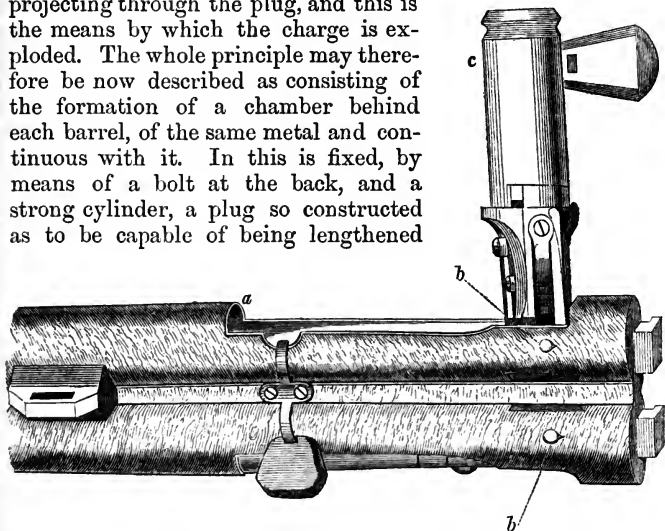 projecting through the plug, and this is
the means by which the charge is ex-
ploded. The whole principle may there-
fore be now described as consisting of
the formation of a chamber behind
each barrel, of the same metal and con-
tinuous with it. In this is fixed, by
means of a bolt at the back, and a
strong cylinder, a plug so constructed
as to be capable of being lengthened
c
b
a
b